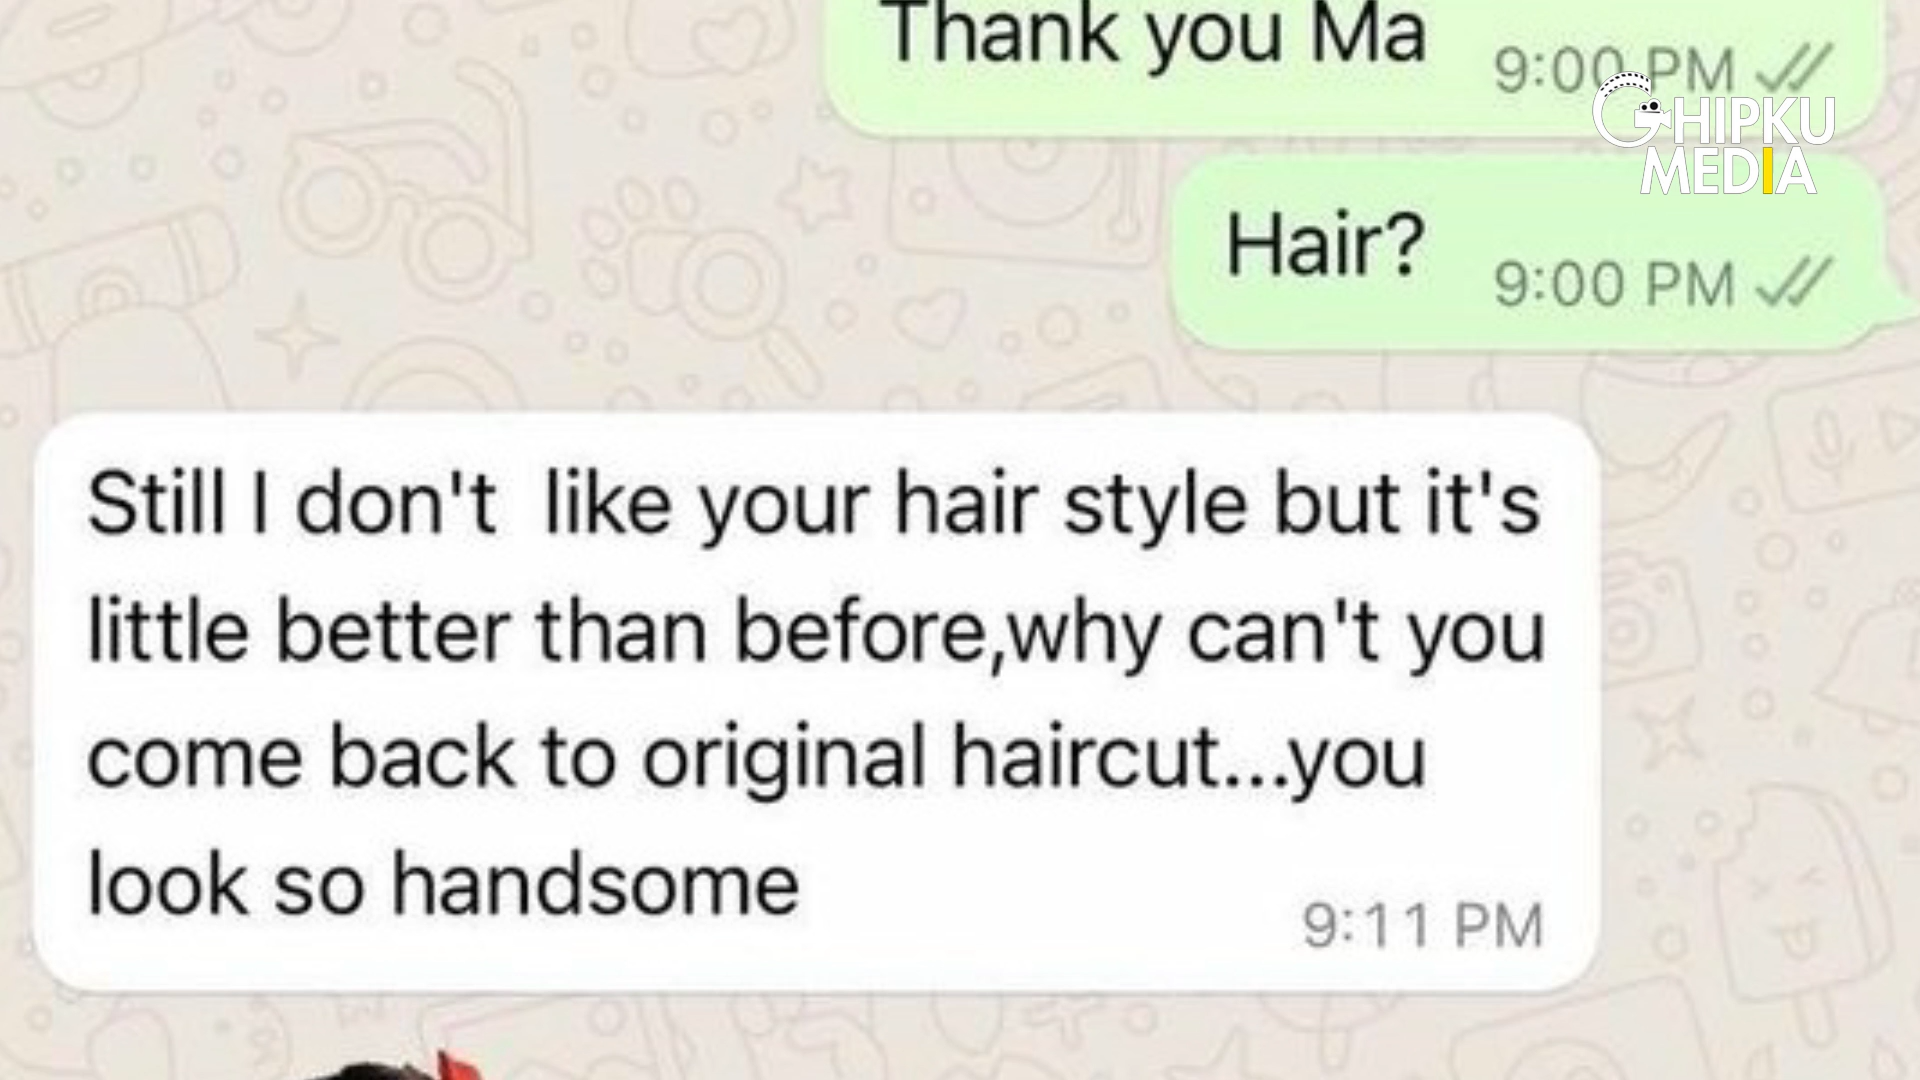 Thank you Ma
9:00 PM
GHIPKU
MEDIA
Hair?
9:00 PM
Still I don't  like your hair style but it's
little better than before,why can't you
come back to original haircut...you
look so handsome
9:11 PM